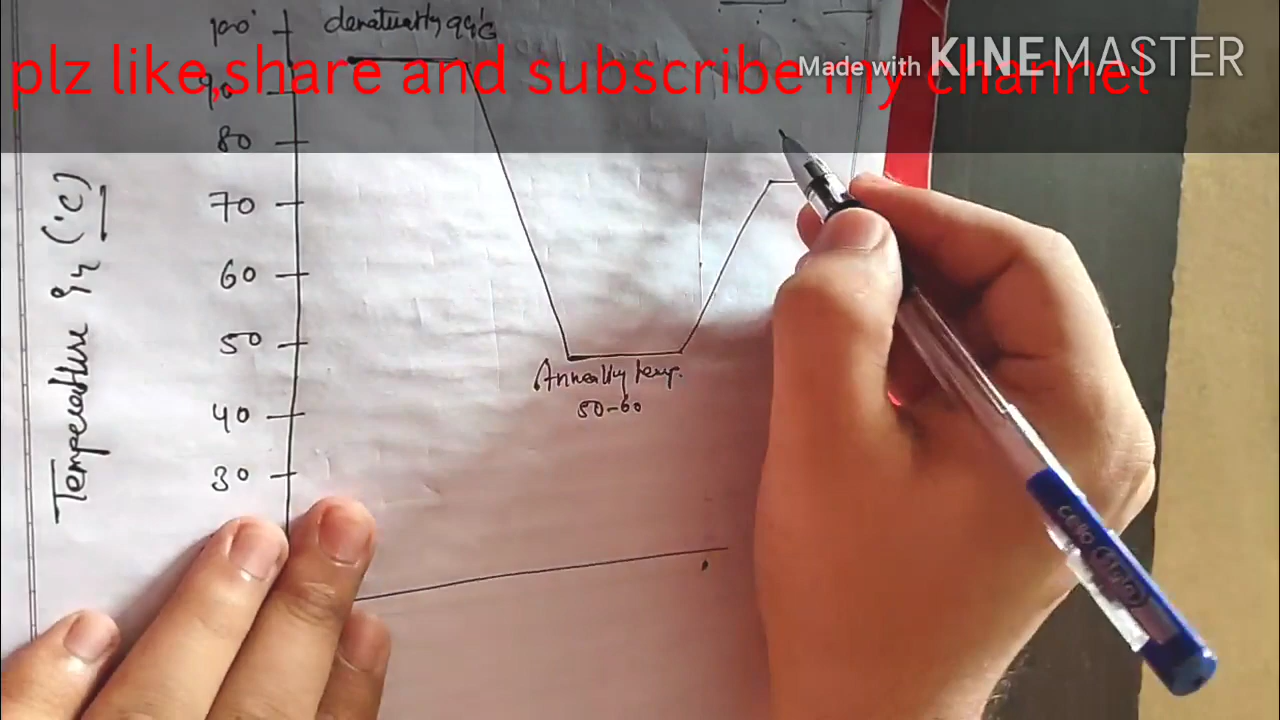 100°
denaturatly 94°C
plz like,share and subscribe my channel
Made with KINEMASTER
90
80
70
60
50
40
30
Temperature in (°C)
Annealing temp.
50-60
cello